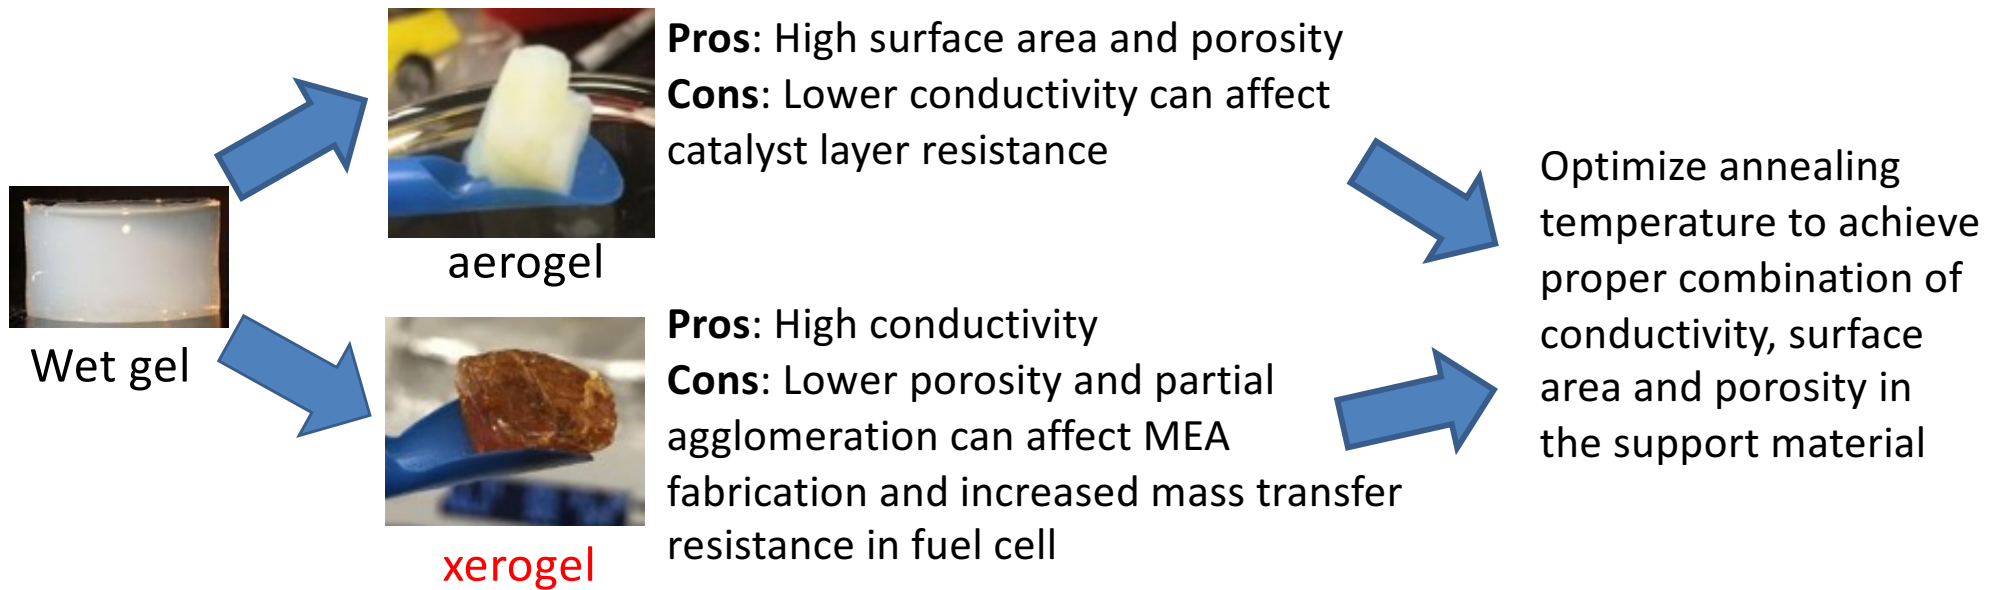 Pros: High surface area and porosity
Cons: Lower conductivity can affect
catalyst layer resistance
aerogel
Wet gel
Pros: High conductivity
Cons: Lower porosity and partial
agglomeration can affect MEA
fabrication and increased mass transfer
resistance in fuel cell
xerogel
Optimize annealing
temperature to achieve
proper combination of
conductivity, surface
area and porosity in
the support material